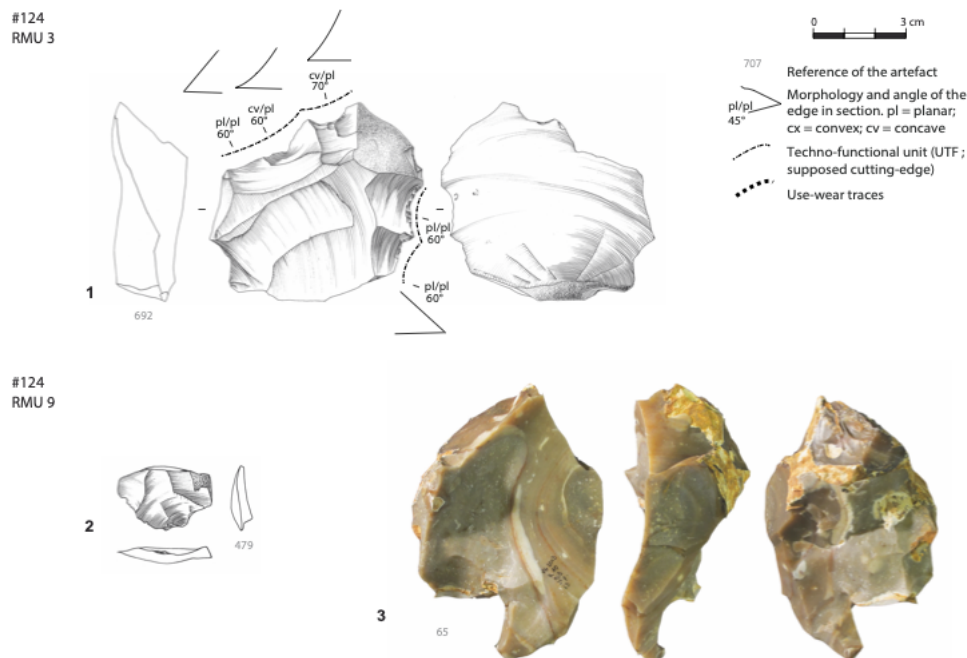 #124
RMU 3
0 3 cm
707
Reference of the artefact
pl/pl
45°
Morphology and angle of the
edge in section. pl = planar;
cx = convex; cv = concave
Techno-functional unit (UTF ;
supposed cutting-edge)
Use-wear traces
cv/pl
70°
cv/pl
60°
pl/pl
60°
pl/pl
60°
pl/pl
60°
1
692
#124
RMU 9
2
479
3
65